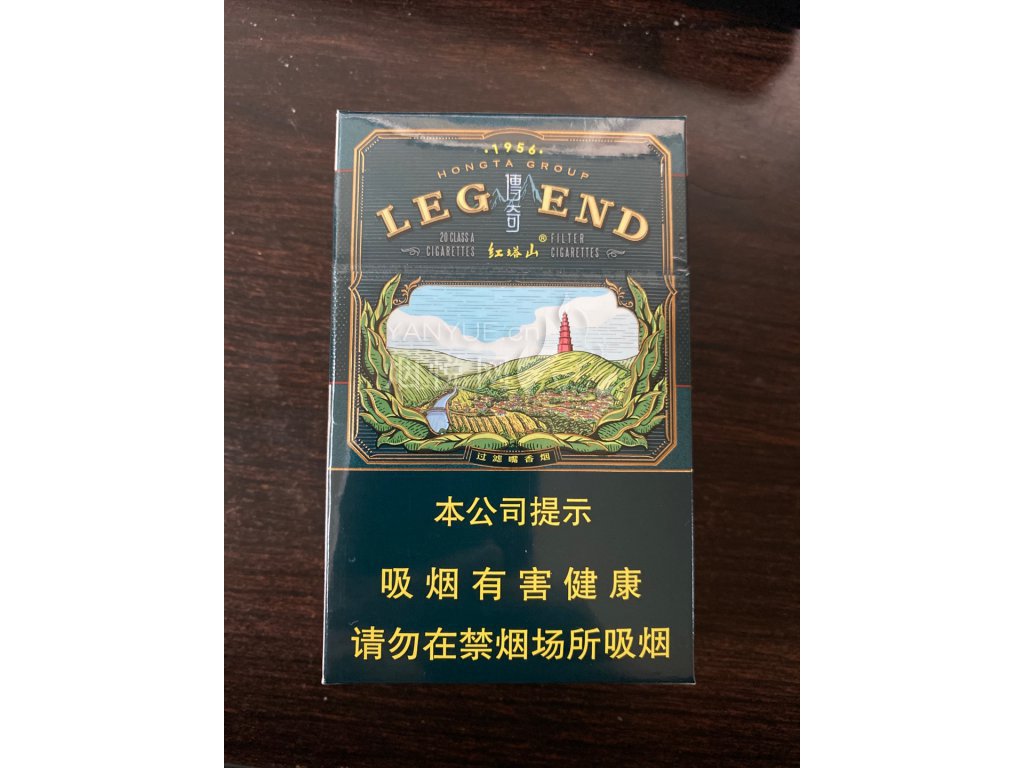 ·1956·
HONGTA GROUP
LEG傳奇END
20 CLASS A
CIGARETTES
红塔山®
FILTER
CIGARETTES
YANYUE.cn
过滤嘴香烟
本公司提示
吸烟有害健康
请勿在禁烟场所吸烟